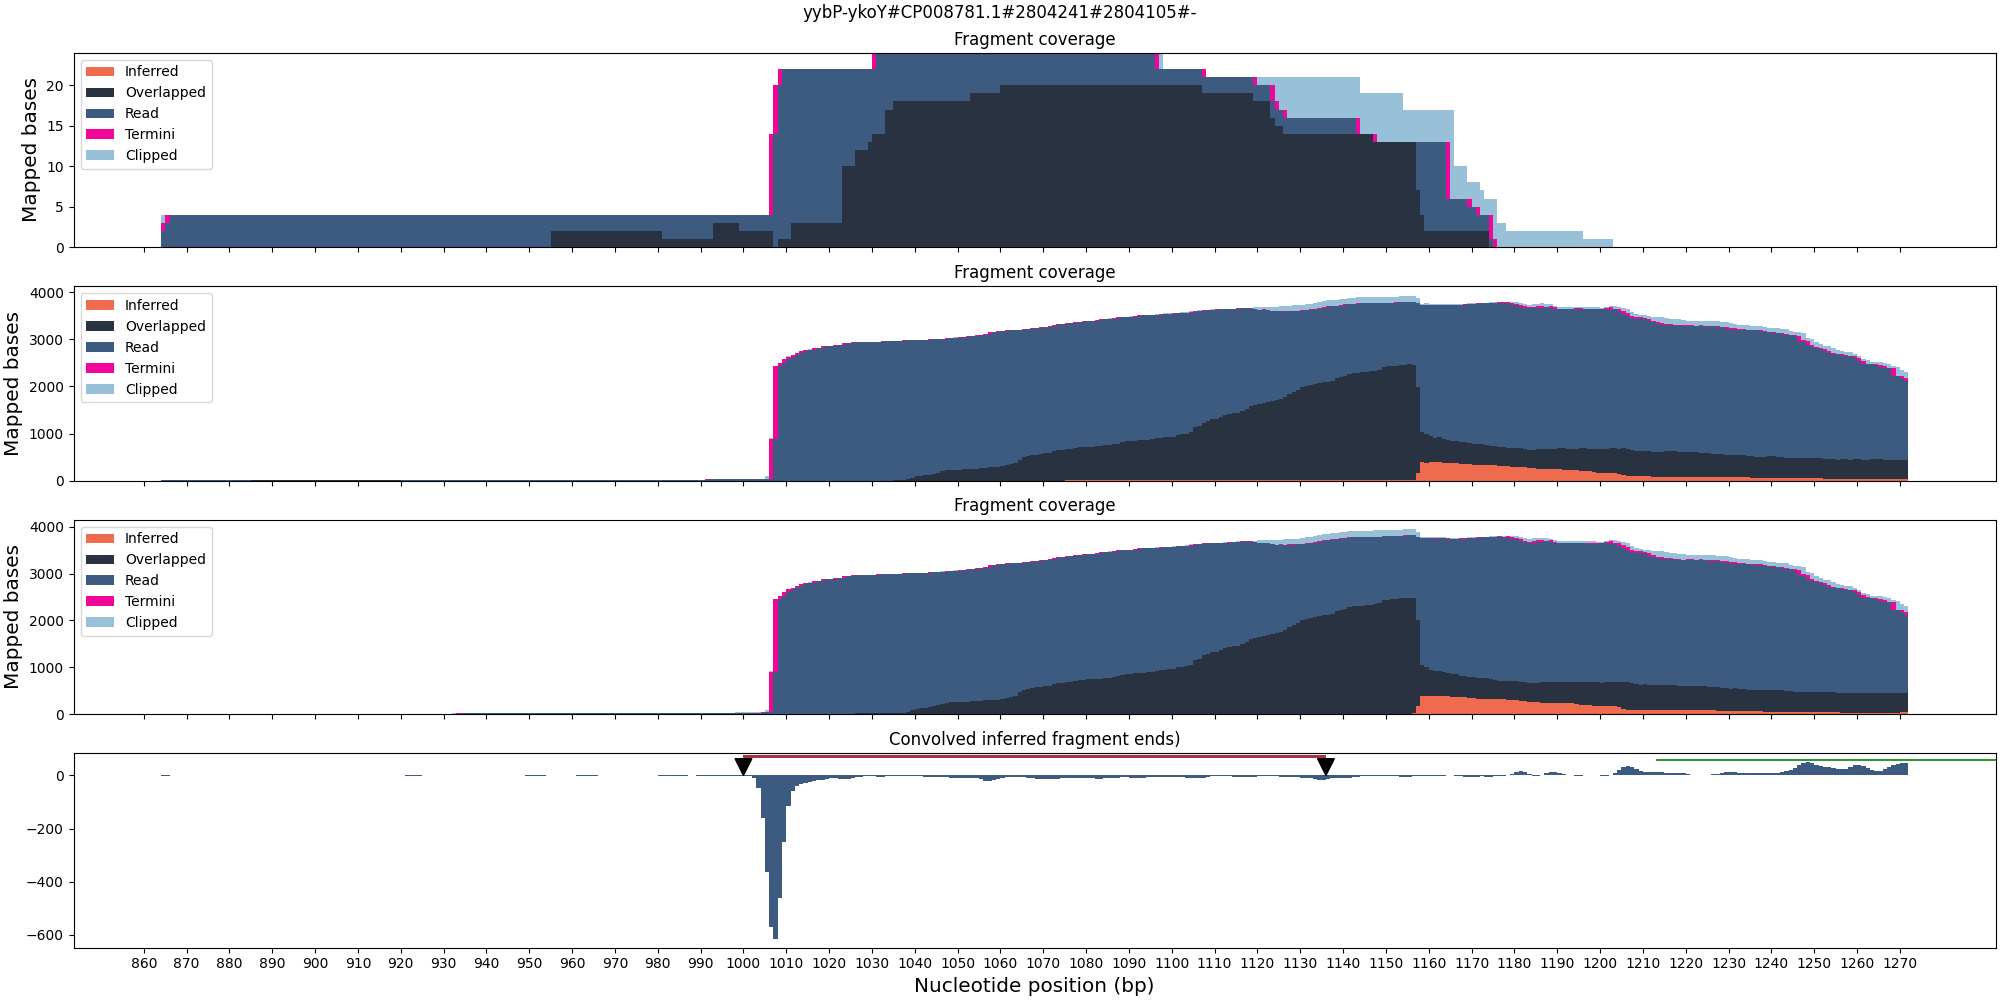 yybP-ykoY#CP008781.1#2804241#2804105#-
Fragment coverage
Mapped bases
20
15
10
5
0
Inferred
Overlapped
Read
Termini
Clipped
Fragment coverage
Mapped bases
4000
3000
2000
1000
0
Inferred
Overlapped
Read
Termini
Clipped
Fragment coverage
Mapped bases
4000
3000
2000
1000
0
Inferred
Overlapped
Read
Termini
Clipped
Convolved inferred fragment ends)
0
−200
−400
−600
860 870 880 890 900 910 920 930 940 950 960 970 980 990 1000 1010 1020 1030 1040 1050 1060 1070 1080 1090 1100 1110 1120 1130 1140 1150 1160 1170 1180 1190 1200 1210 1220 1230 1240 1250 1260 1270
Nucleotide position (bp)